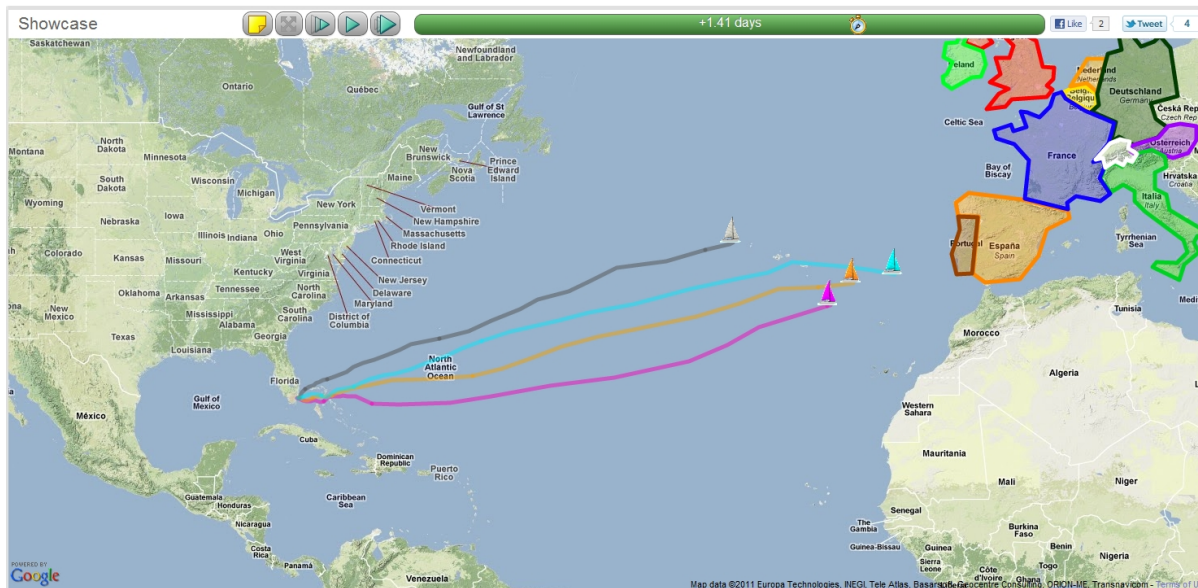 Showcase
+1.41 days
Like
2
Tweet
4
Saskatchewan
Newfoundland
and Labrador
Ontario
Québec
Gulf of St
Lawrence
Montana
North
Dakota
Minnesota
New
Brunswick
Nova
Scotia
Prince
Edward
Island
Maine
South
Dakota
Wisconsin
Michigan
Wyoming
New York
Vermont
New Hampshire
Massachusetts
Rhode Island
Connecticut
New Jersey
Delaware
Maryland
District of
Columbia
Nebraska
Iowa
Illinois
Indiana
Ohio
Pennsylvania
Colorado
Kansas
Missouri
West
Virginia
Virginia
Kentucky
Oklahoma
Arkansas
Tennessee
North
Carolina
New
Mexico
Mississippi
South
Carolina
Alabama
Georgia
Texas
Louisiana
Florida
North
Atlantic
Ocean
Gulf of
Mexico
México
Cuba
Dominican
Republic
Puerto
Rico
Guatemala
Honduras
Caribbean
Sea
Nicaragua
Costa
Rica
Panamá
Venezuela
Ireland
Nederland
Netherlands
Deutschland
Germany
Česká Rep
Czech Rep
Celtic Sea
France
Österreich
Austria
Bay of
Biscay
Hrvatska
Croatia
Italia
Italy
Portugal
España
Spain
Tyrrhenian
Sea
Medi
Tunisia
Morocco
Algeria
Western
Sahara
Mauritania
Mali
Niger
Senegal
The
Gambia
Guinea-Bissau
Guinea
Burkina
Faso
Benin
Sierra
Leone
Côte
d'Ivoire
Togo
Ghana
Nigeria
POWERED BY
Google
Map data ©2011 Europa Technologies, INEGI, Tele Atlas, Geocentre Consulting, ORION-ME, Transnavicom - Terms of U